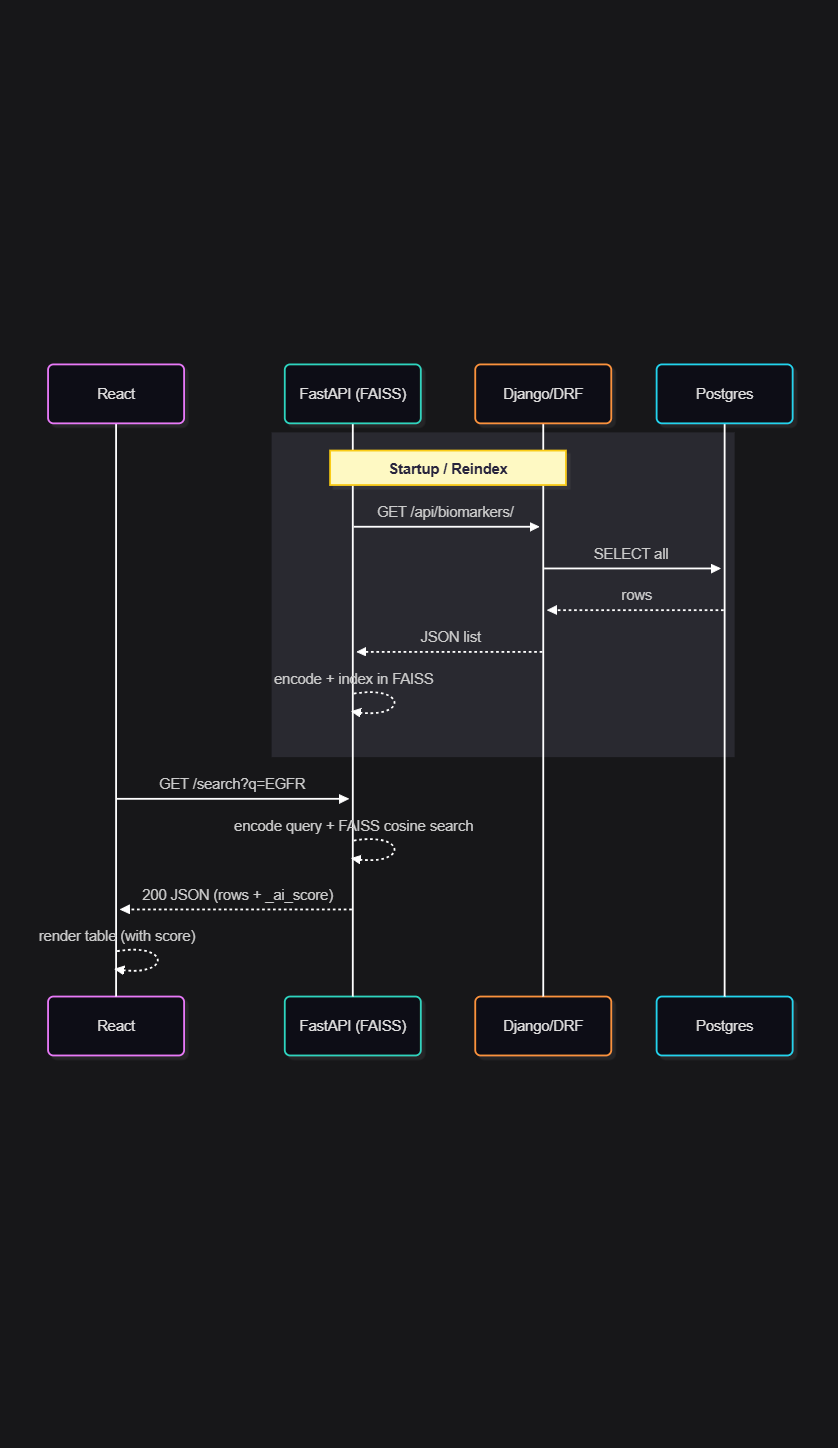 React
FastAPI (FAISS)
Django/DRF
Postgres
Startup / Reindex
GET /api/biomarkers/
SELECT all
rows
JSON list
encode + index in FAISS
GET /search?q=EGFR
encode query + FAISS cosine search
200 JSON (rows + _ai_score)
render table (with score)
React
FastAPI (FAISS)
Django/DRF
Postgres